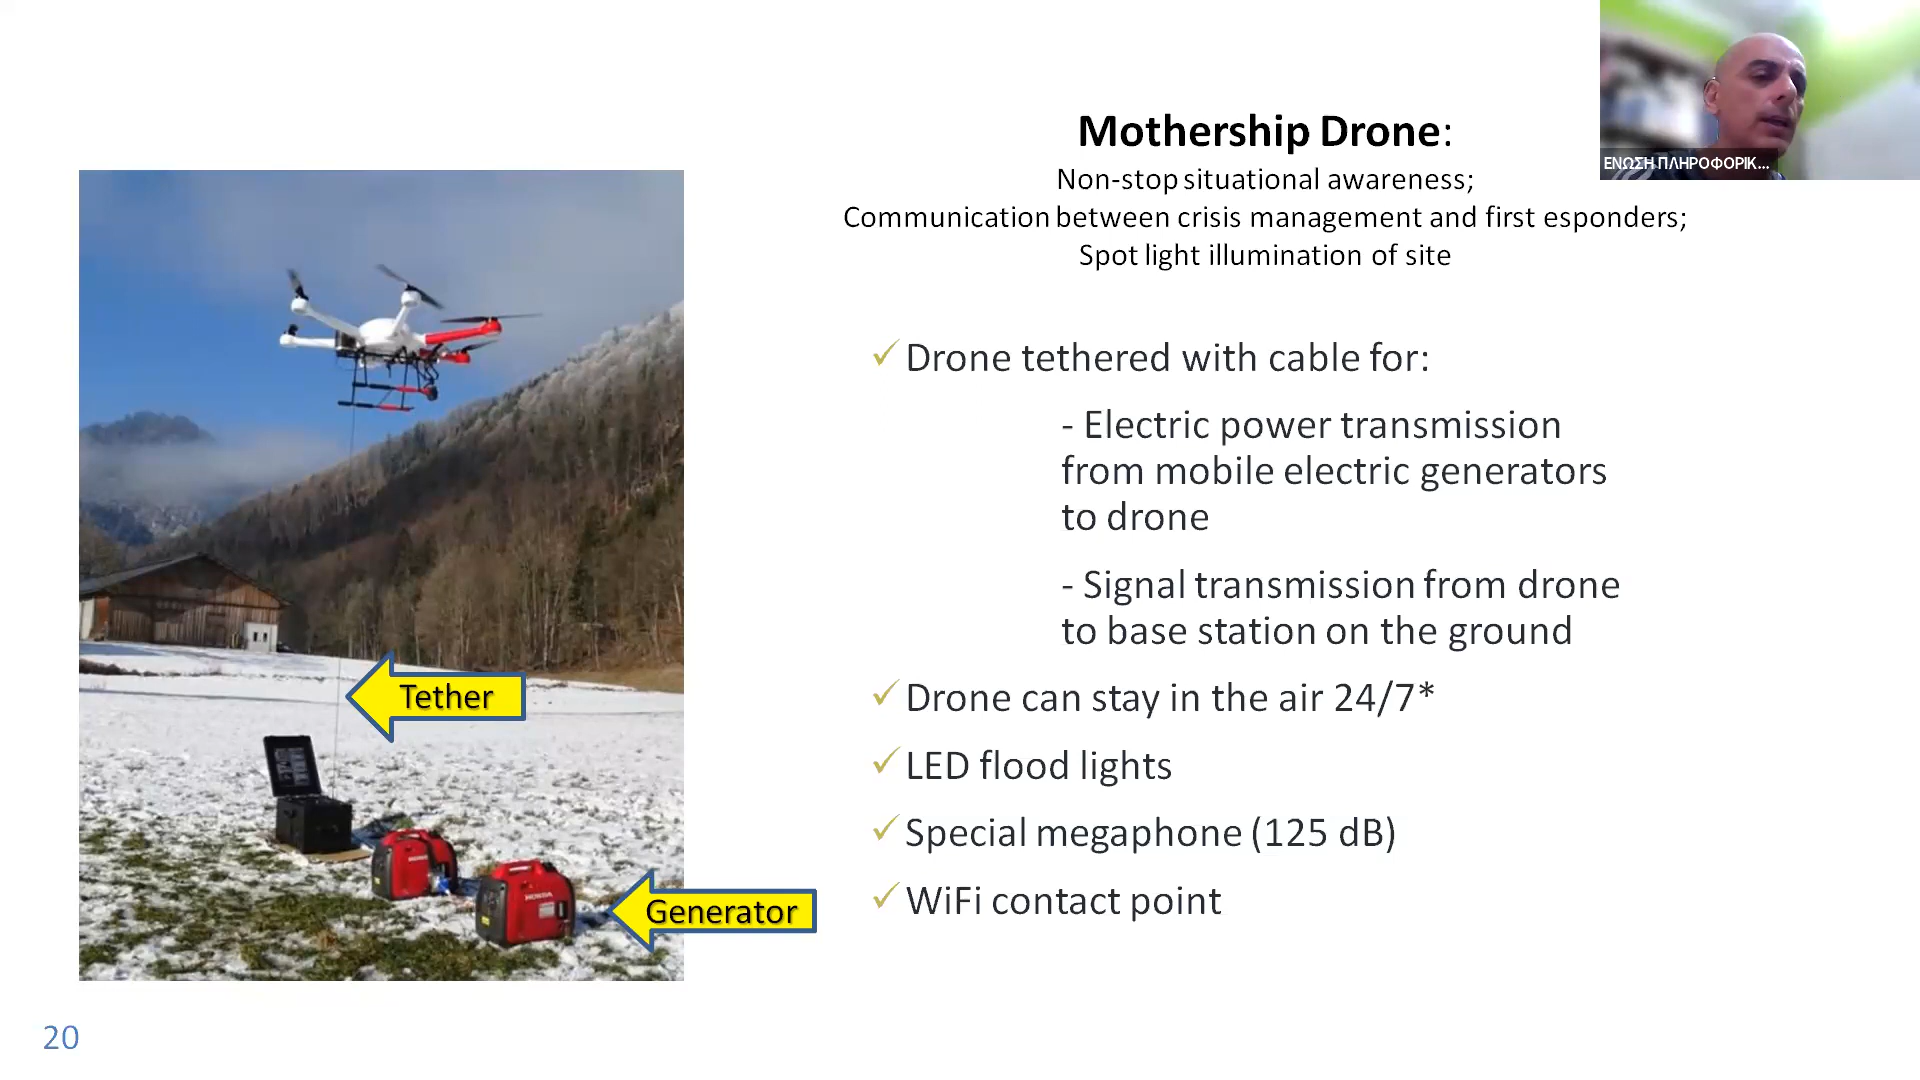 Mothership Drone:
Non-stop situational awareness;
Communication between crisis management and first esponders;
Spot light illumination of site
ΕΝΩΣΗ ΠΛΗΡΟΦΟΡΙΚ...
✓Drone tethered with cable for:
- Electric power transmission
from mobile electric generators
to drone
- Signal transmission from drone
to base station on the ground
✓Drone can stay in the air 24/7*
✓LED flood lights
✓Special megaphone (125 dB)
✓WiFi contact point
Tether
Generator
HONDA
20